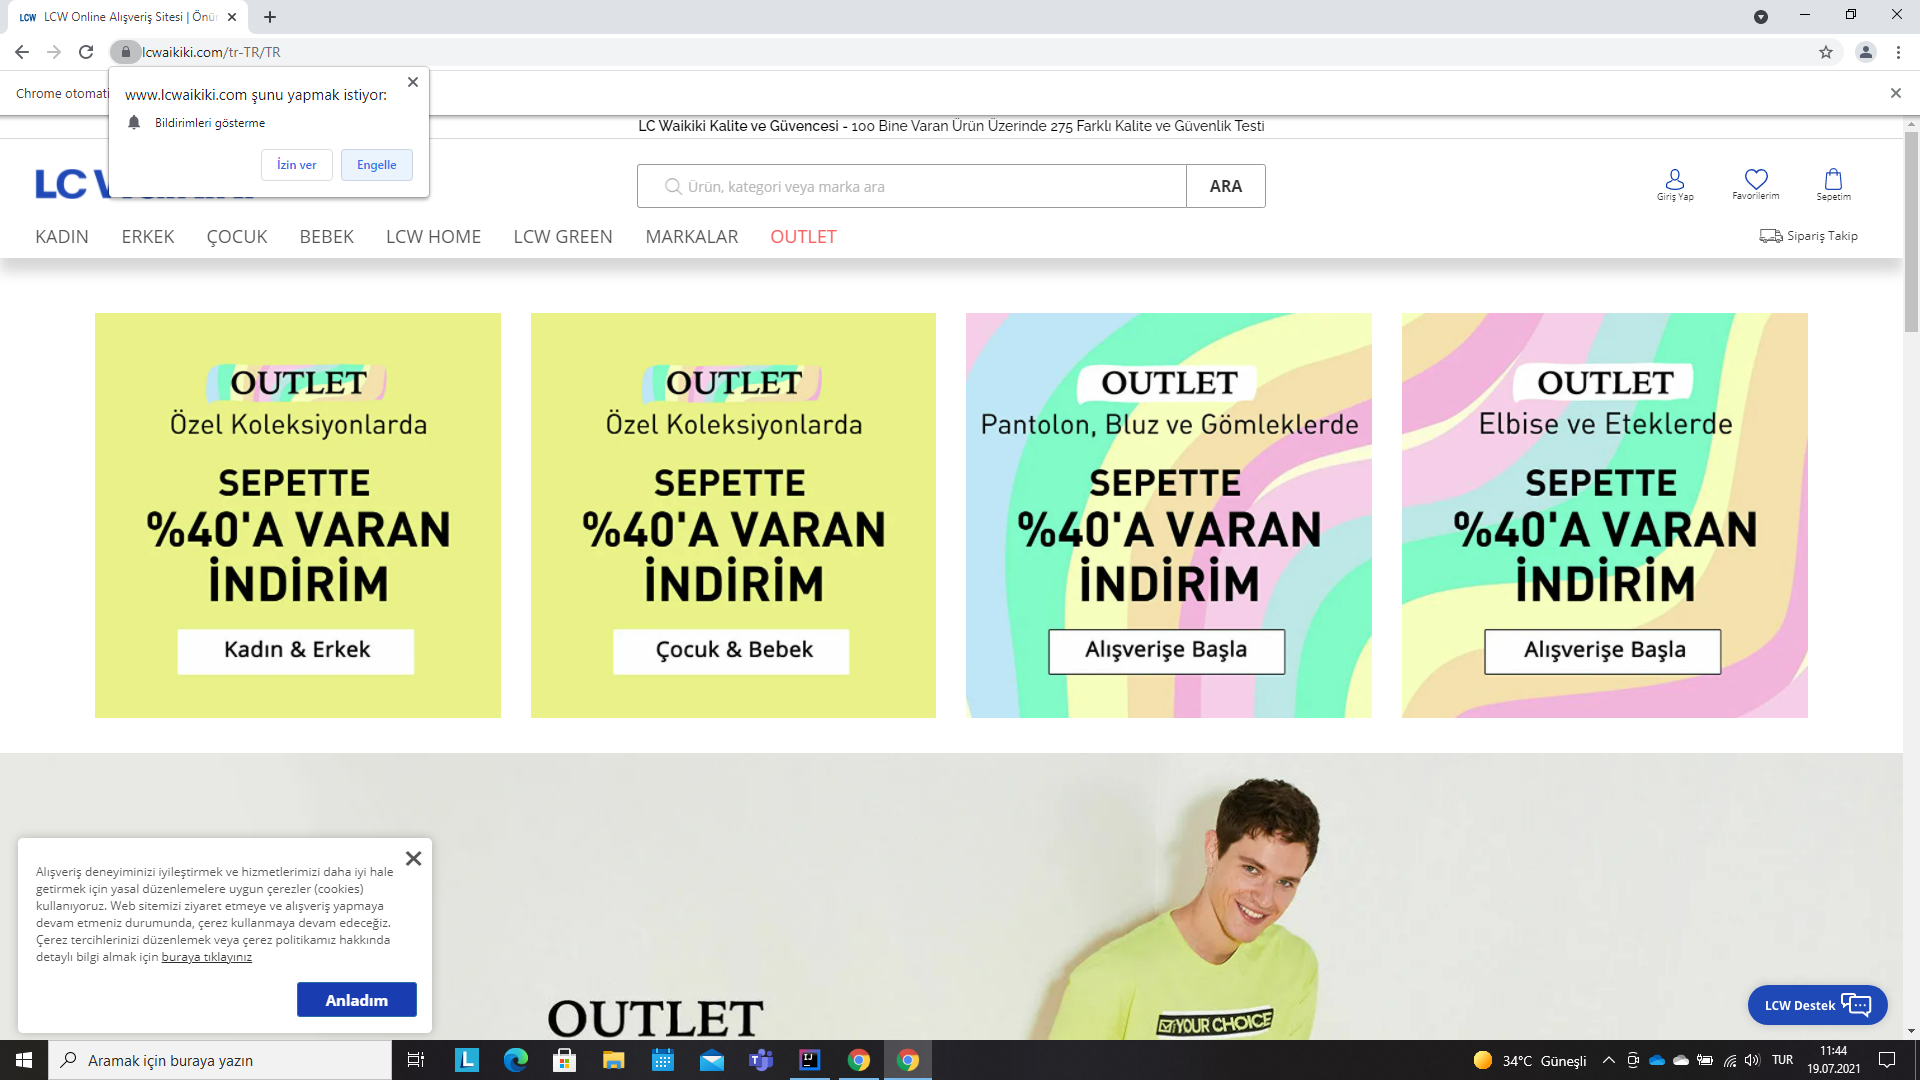 LCW Online Alışveriş Sitesi | Önü
lcwaikiki.com/tr-TR/TR
Chrome otomati
www.lcwaikiki.com şunu yapmak istiyor:
Bildirimleri gösterme
İzin ver
Engelle
LC Waikiki Kalite ve Güvencesi - 100 Bine Varan Ürün Üzerinde 275 Farklı Kalite ve Güvenlik Testi
LC
Ürün, kategori veya marka ara
ARA
Giriş Yap
Favorilerim
Sepetim
KADIN
ERKEK
ÇOCUK
BEBEK
LCW HOME
LCW GREEN
MARKALAR
OUTLET
Sipariş Takip
OUTLET
Özel Koleksiyonlarda
SEPETTE
%40'A VARAN
İNDİRİM
Kadın & Erkek
OUTLET
Özel Koleksiyonlarda
SEPETTE
%40'A VARAN
İNDİRİM
Çocuk & Bebek
OUTLET
Pantolon, Bluz ve Gömleklerde
SEPETTE
%40'A VARAN
İNDİRİM
Alışverişe Başla
OUTLET
Elbise ve Eteklerde
SEPETTE
%40'A VARAN
İNDİRİM
Alışverişe Başla
Alışveriş deneyiminizi iyileştirmek ve hizmetlerimizi daha iyi hale
getirmek için yasal düzenlemelere uygun çerezler (cookies)
kullanıyoruz. Web sitemizi ziyaret etmeye ve alışveriş yapmaya
devam etmeniz durumunda, çerez kullanmaya devam edeceğiz.
Çerez tercihlerinizi düzenlemek veya çerez politikamız hakkında
detaylı bilgi almak için buraya tıklayınız
Anladım
OUTLET
YOUR CHOICE
LCW Destek
Aramak için buraya yazın
34°C Güneşli
TUR
11:44
19.07.2021